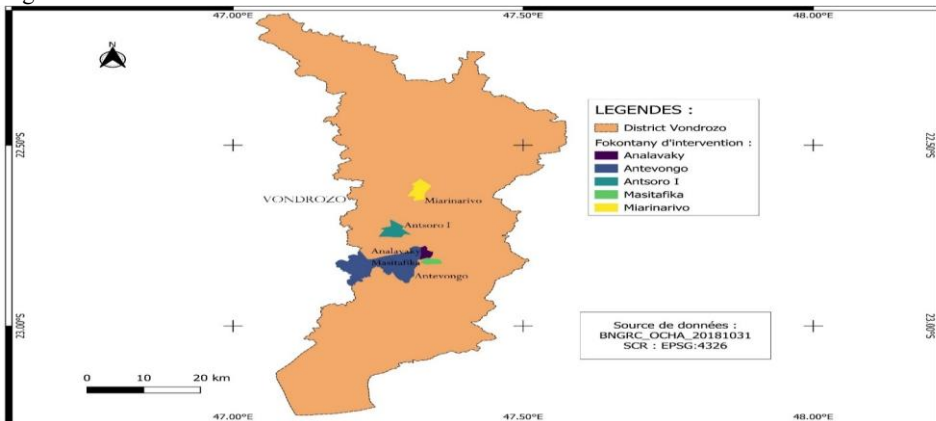 47.00°E 47.50°E 48.00°E
N
22.50°S 22.50°S
LEGENDES :
District Vondrozo
Fokontany d'intervention :
Analavaky
Antevongo
Antsoro I
Masitafika
Miarinarivo
VONDROZO
Miarinarivo
Antsoro I
Analavaky
Masitafika
Antevongo
23.00°S 23.00°S
Source de données :
BNGRC_OCHA_20181031
SCR : EPSG:4326
0 10 20 km
47.00°E 47.50°E 48.00°E